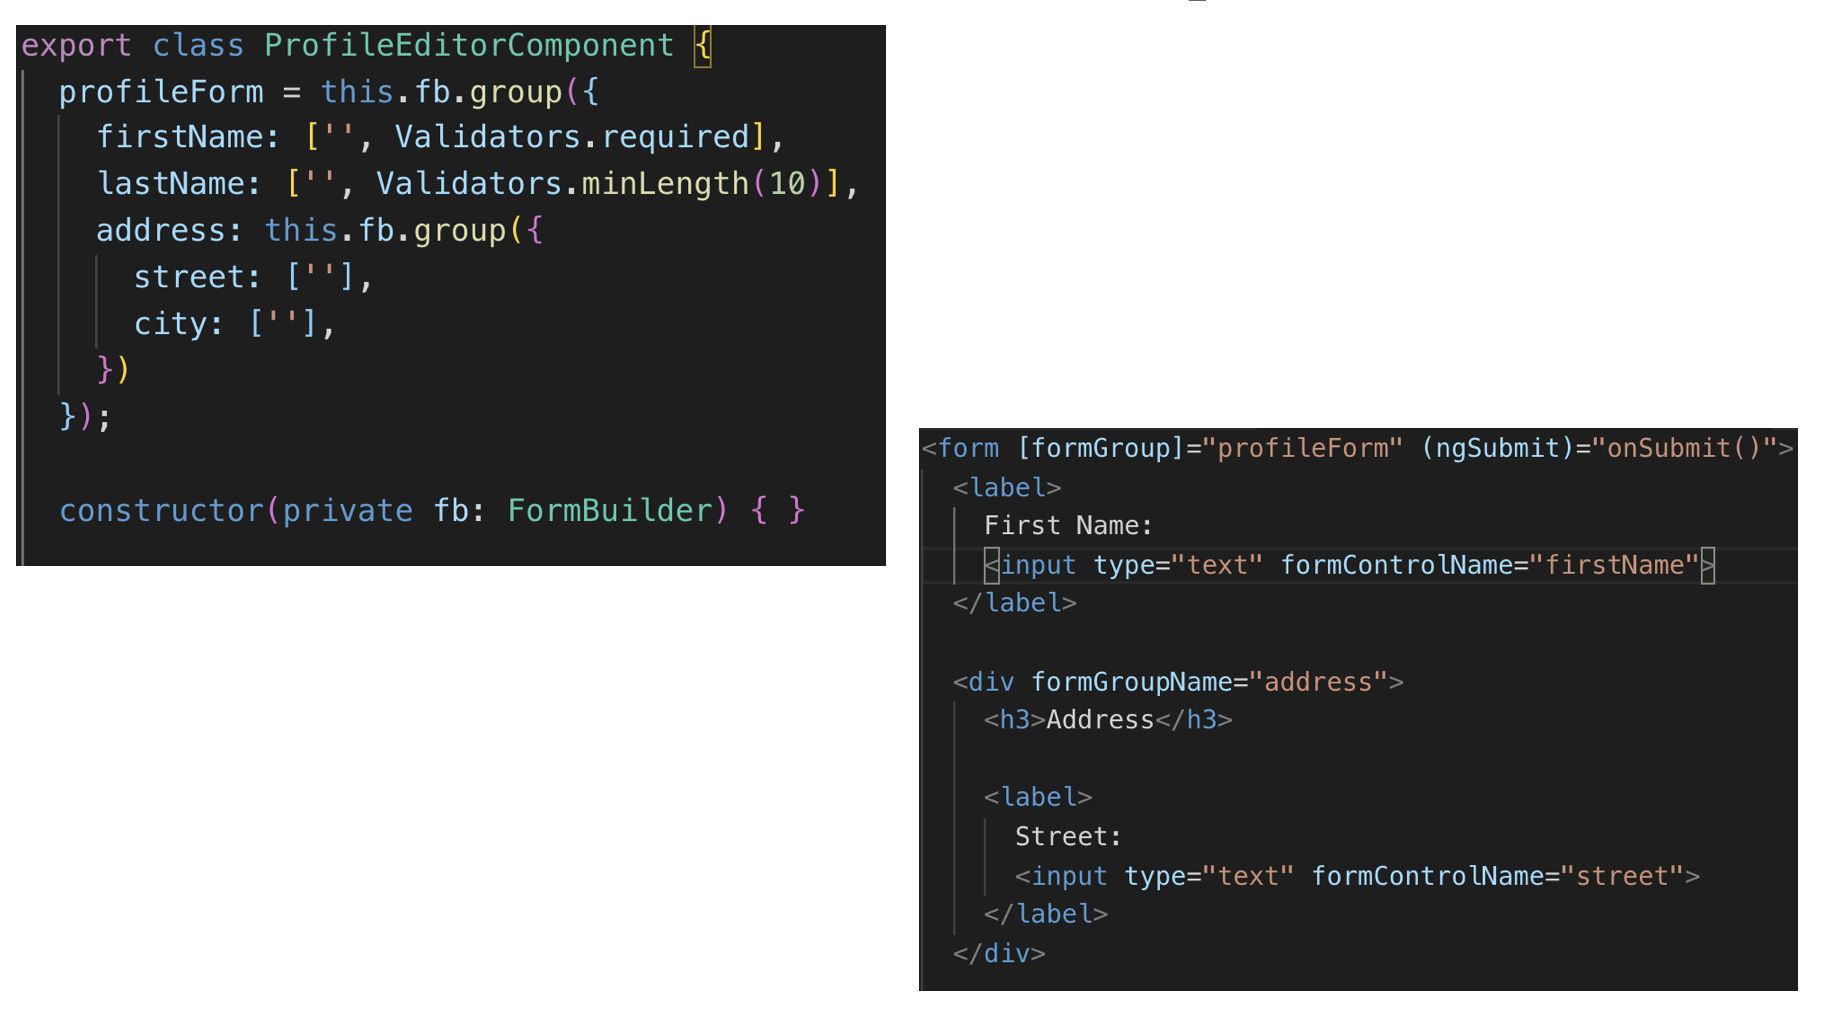 export class ProfileEditorComponent {
profileForm = this.fb.group({
firstName: ['', Validators.required],
lastName: ['', Validators.minLength(10)],
address: this.fb.group({
street: [''],
city: [''],
})
});
constructor(private fb: FormBuilder) { }
<form [formGroup]="profileForm" (ngSubmit)="onSubmit()">
<label>
First Name:
<input type="text" formControlName="firstName">
</label>
<div formGroupName="address">
<h3>Address</h3>
<label>
Street:
<input type="text" formControlName="street">
</label>
</div>